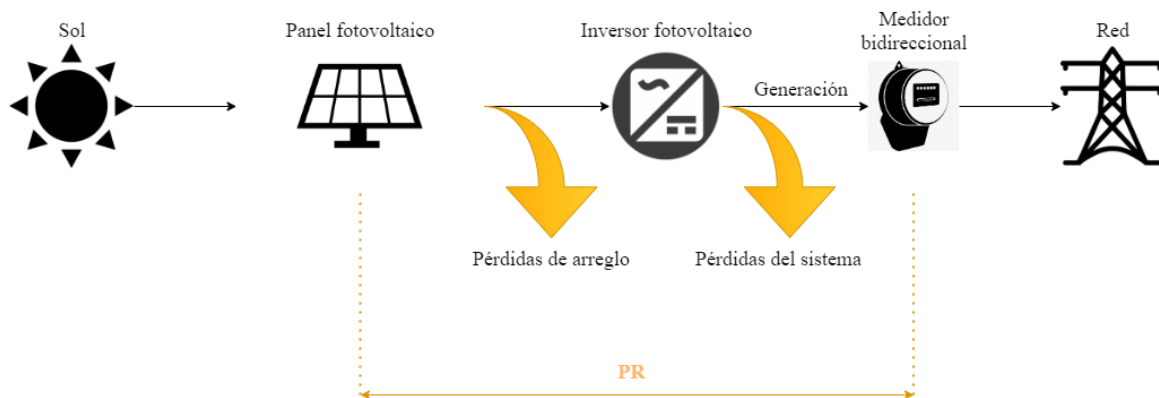 Sol
Panel fotovoltaico
Inversor fotovoltaico
Medidor
bidireccional
Red
Generación
Pérdidas de arreglo
Pérdidas del sistema
PR